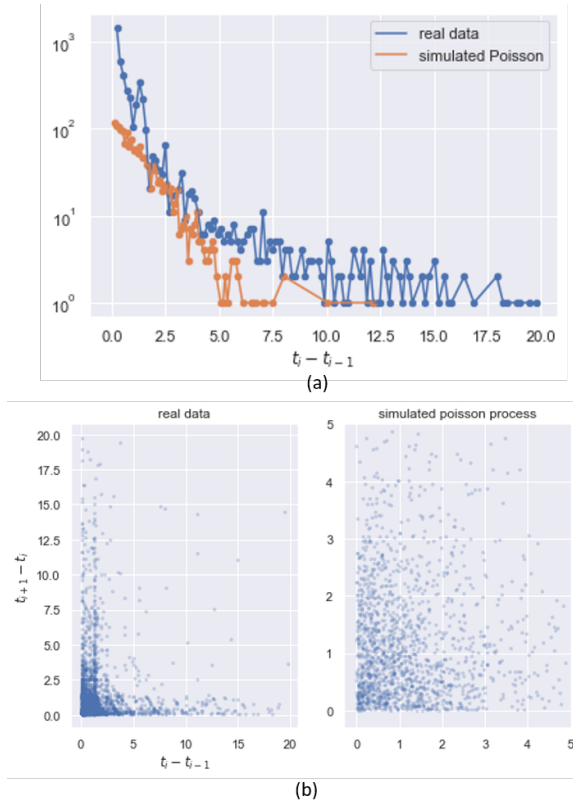 real data
simulated Poisson
10³
10²
10¹
10⁰
0.0 2.5 5.0 7.5 10.0 12.5 15.0 17.5 20.0
tᵢ − tᵢ₋₁
(a)
real data
simulated poisson process
20.0
17.5
15.0
12.5
10.0
7.5
5.0
2.5
0.0
tᵢ₊₁ − tᵢ
0 5 10 15 20
tᵢ − tᵢ₋₁
5
4
3
2
1
0
0 1 2 3 4 5
(b)